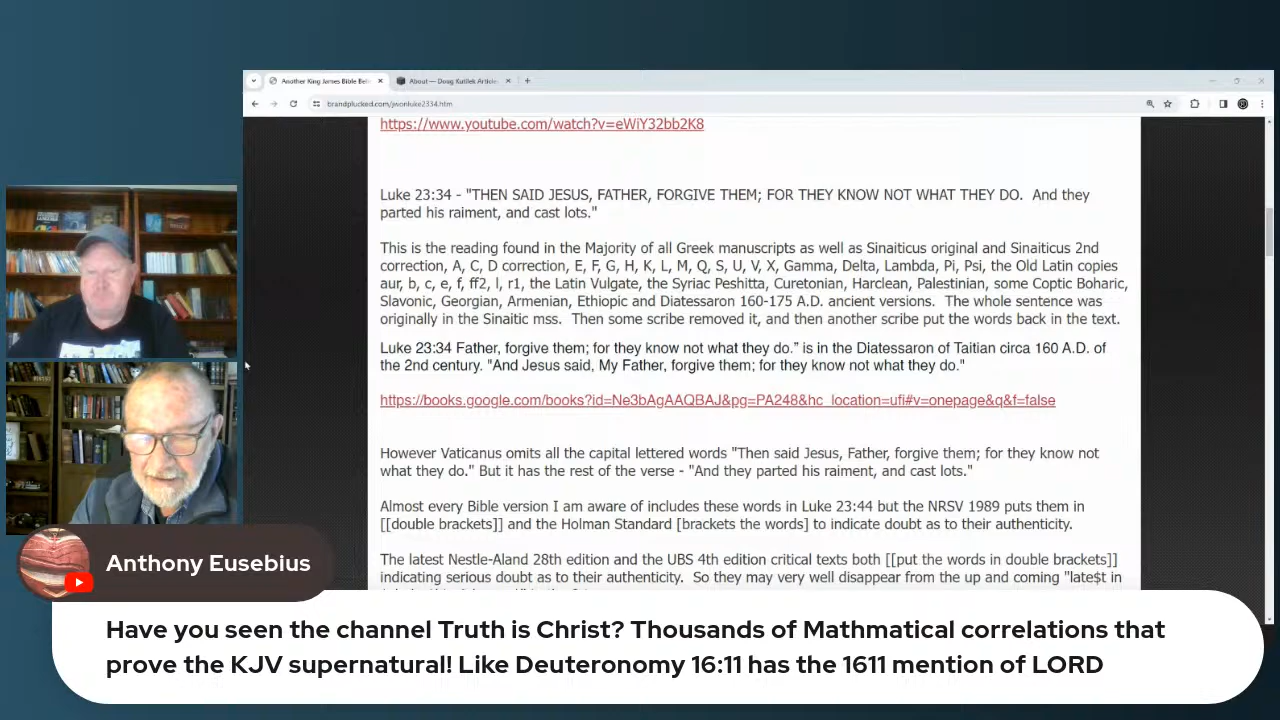 Another King James Bible Beli
About — Doug Kutilek Article
brandplucked.com/jwonluke2334.htm
https://www.youtube.com/watch?v=eWiY32bb2K8
Luke 23:34 - "THEN SAID JESUS, FATHER, FORGIVE THEM; FOR THEY KNOW NOT WHAT THEY DO.  And they
parted his raiment, and cast lots."
This is the reading found in the Majority of all Greek manuscripts as well as Sinaiticus original and Sinaiticus 2nd
correction, A, C, D correction, E, F, G, H, K, L, M, Q, S, U, V, X, Gamma, Delta, Lambda, Pi, Psi, the Old Latin copies
aur, b, c, e, f, ff2, l, r1, the Latin Vulgate, the Syriac Peshitta, Curetonian, Harclean, Palestinian, some Coptic Boharic,
Slavonic, Georgian, Armenian, Ethiopic and Diatessaron 160-175 A.D. ancient versions.  The whole sentence was
originally in the Sinaitic mss.  Then some scribe removed it, and then another scribe put the words back in the text.
Luke 23:34 Father, forgive them; for they know not what they do.” is in the Diatessaron of Taitian circa 160 A.D. of
the 2nd century. "And Jesus said, My Father, forgive them; for they know not what they do."
https://books.google.com/books?id=Ne3bAgAAQBAJ&pg=PA248&hc_location=ufi#v=onepage&q&f=false
However Vaticanus omits all the capital lettered words "Then said Jesus, Father, forgive them; for they know not
what they do." But it has the rest of the verse - "And they parted his raiment, and cast lots."
Almost every Bible version I am aware of includes these words in Luke 23:44 but the NRSV 1989 puts them in
[[double brackets]] and the Holman Standard [brackets the words] to indicate doubt as to their authenticity.
The latest Nestle-Aland 28th edition and the UBS 4th edition critical texts both [[put the words in double brackets]]
indicating serious doubt as to their authenticity.  So they may very well disappear from the up and coming "late$t in
Anthony Eusebius
Have you seen the channel Truth is Christ? Thousands of Mathmatical correlations that
prove the KJV supernatural! Like Deuteronomy 16:11 has the 1611 mention of LORD